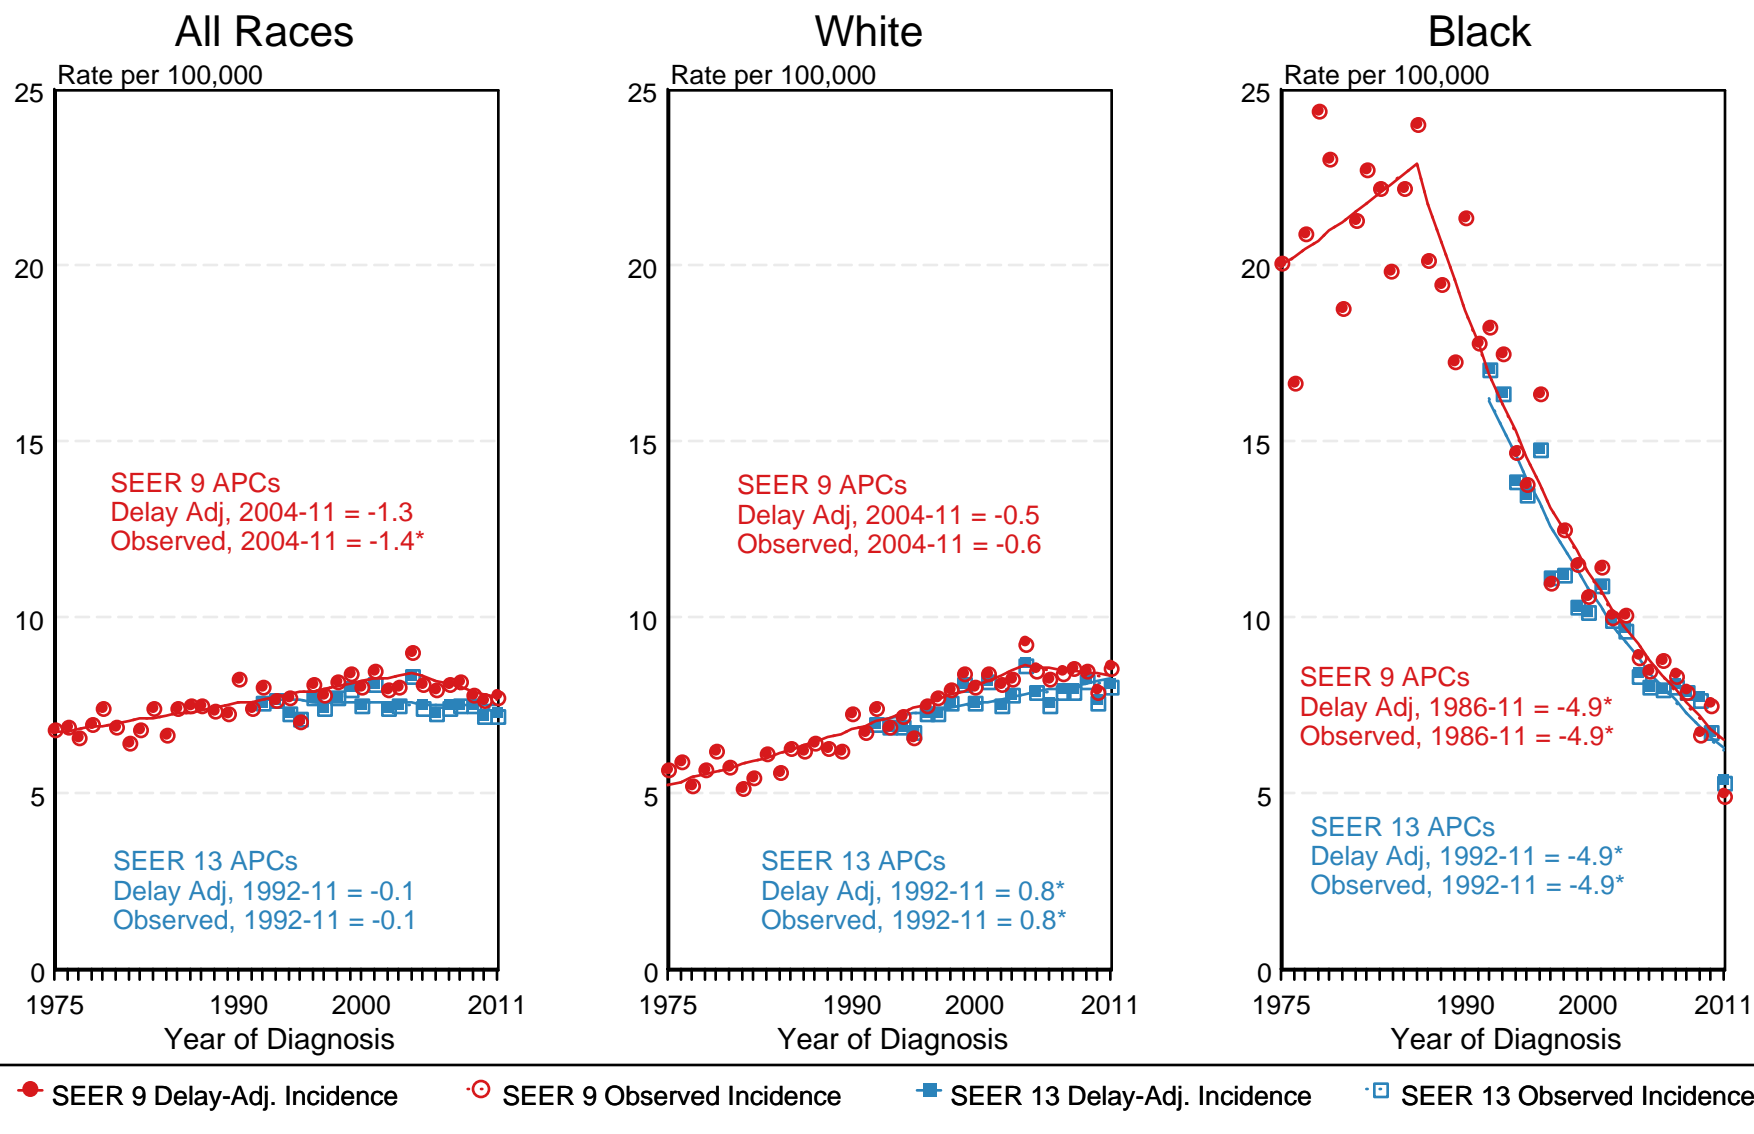 All Races
Rate per 100,000
25
20
15
10
5
0
SEER 9 APCs
Delay Adj, 2004-11 = -1.3
Observed, 2004-11 = -1.4*
SEER 13 APCs
Delay Adj, 1992-11 = -0.1
Observed, 1992-11 = -0.1
1975 1990 2000 2011
Year of Diagnosis
White
Rate per 100,000
25
20
15
10
5
0
SEER 9 APCs
Delay Adj, 2004-11 = -0.5
Observed, 2004-11 = -0.6
SEER 13 APCs
Delay Adj, 1992-11 = 0.8*
Observed, 1992-11 = 0.8*
1975 1990 2000 2011
Year of Diagnosis
Black
Rate per 100,000
25
20
15
10
5
0
SEER 9 APCs
Delay Adj, 1986-11 = -4.9*
Observed, 1986-11 = -4.9*
SEER 13 APCs
Delay Adj, 1992-11 = -4.9*
Observed, 1992-11 = -4.9*
1975 1990 2000 2011
Year of Diagnosis
SEER 9 Delay-Adj. Incidence
SEER 9 Observed Incidence
SEER 13 Delay-Adj. Incidence
SEER 13 Observed Incidence